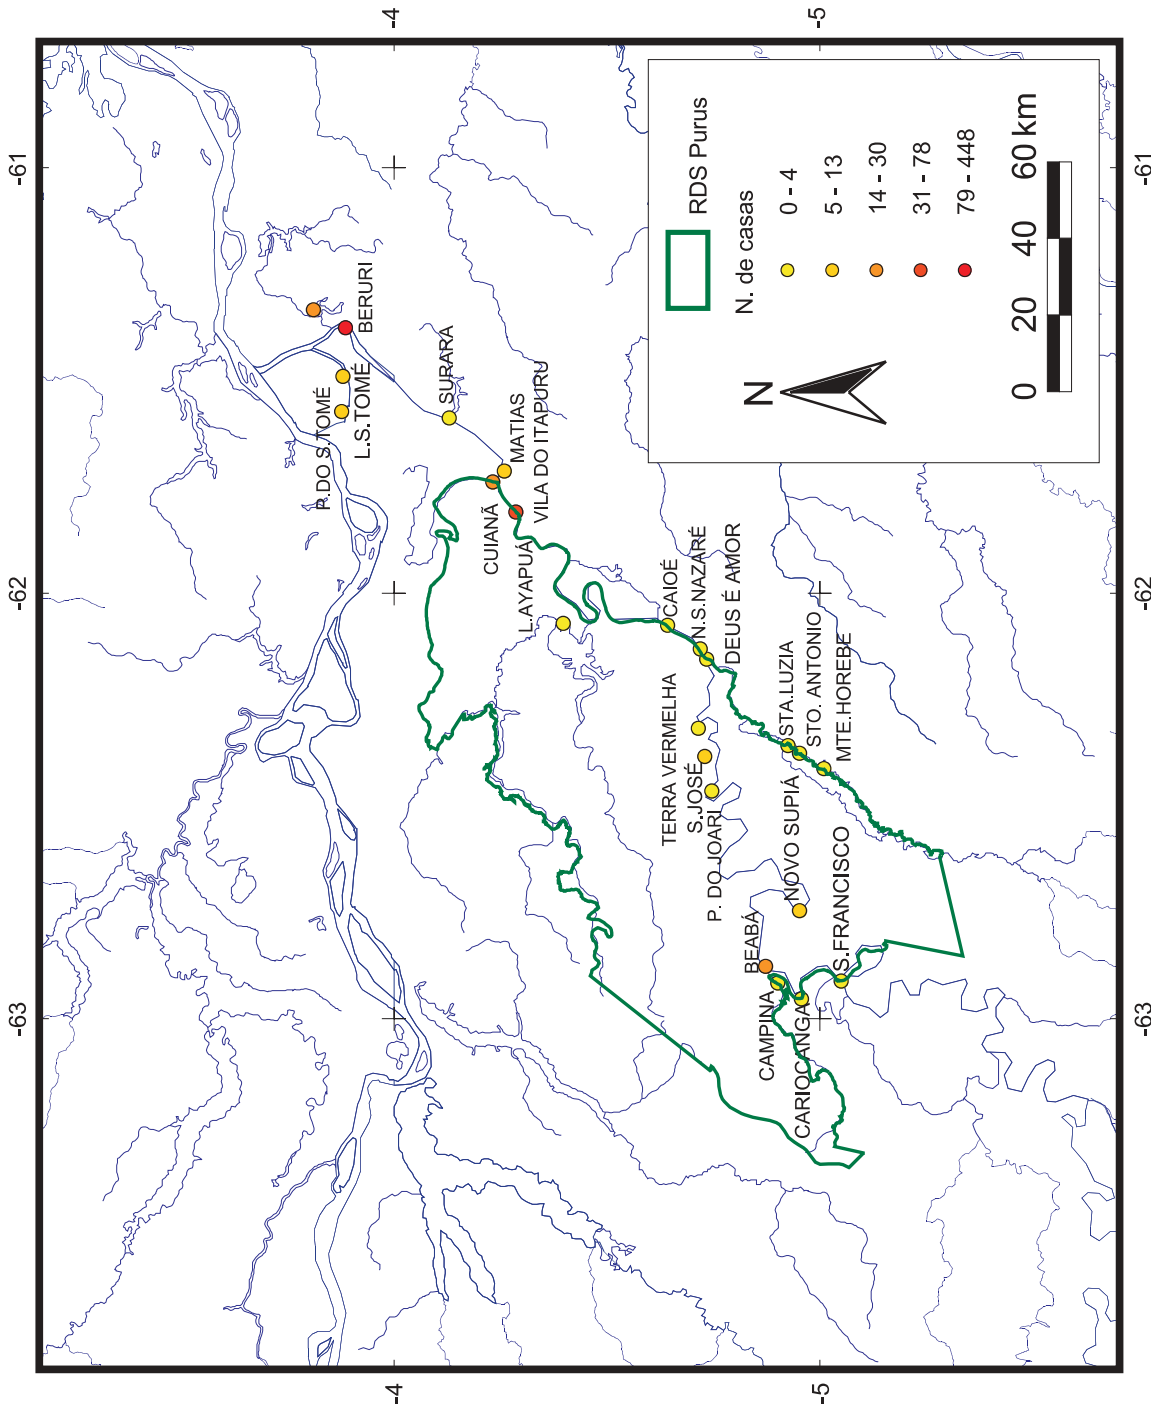 -4
-5
-61
-62
-63
-61
-62
-63
-4
-5
BERURI
P.DO S.TOMÉ
L.S.TOMÉ
SURARA
MATIAS
VILA DO ITAPURU
CUIANÃ
L.AYAPUÁ
CAIOÉ
N.S.NAZARÉ
DEUS É AMOR
TERRA VERMELHA
S.JOSÉ
P. DO JOARI
STA.LUZIA
STO. ANTONIO
MTE.HOREBE
NOVO SUPIÁ
BEABÁ
S.FRANCISCO
CAMPINA
CARIOCANGA
RDS Purus
N. de casas
0 - 4
5 - 13
14 - 30
31 - 78
79 - 448
N
0 20 40 60 km